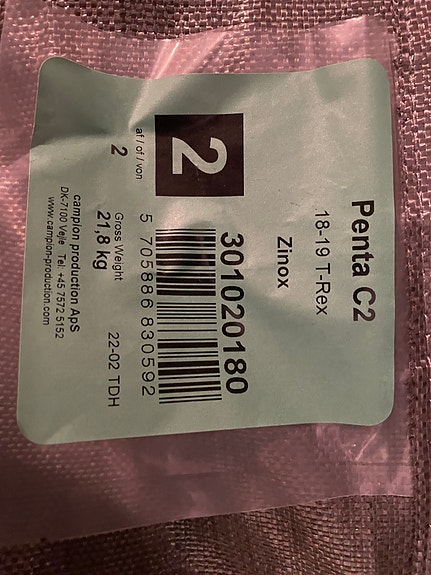 Penta C2
18-19 T-Rex
Zinox
301020180
5 705886 830592
2
af / of / von
2
Gross Weight
21,8 kg
22-02 TDH
campion production ApS
DK-7100 Vejle Tel. +45 7572 5152
www.campion-production.com